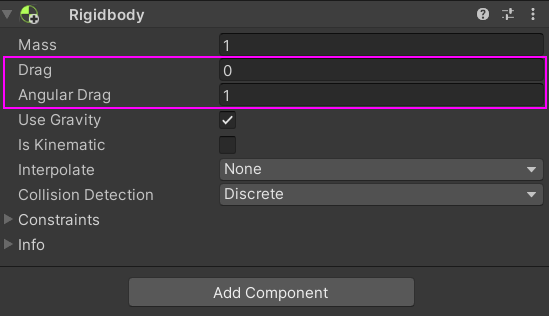 Rigidbody
Mass 1
Drag 0
Angular Drag 1
Use Gravity
Is Kinematic
Interpolate None
Collision Detection Discrete
Constraints
Info
Add Component